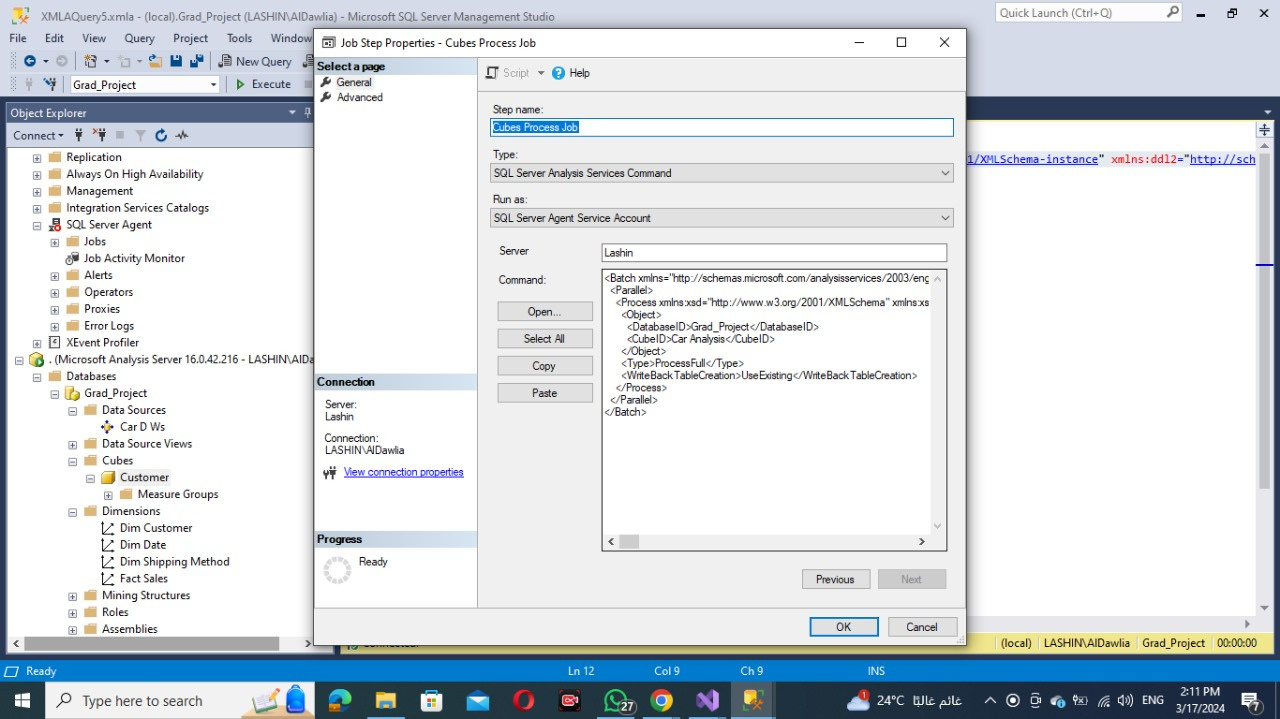 XMLAQuery5.xmla - (local).Grad_Project (LASHIN\AlDawlia) - Microsoft SQL Server Management Studio
Quick Launch (Ctrl+Q)
File Edit View Query Project Tools Window
New Query
Grad_Project
Execute
Object Explorer
Connect
Replication
Always On High Availability
Management
Integration Services Catalogs
SQL Server Agent
Jobs
Job Activity Monitor
Alerts
Operators
Proxies
Error Logs
XEvent Profiler
. (Microsoft Analysis Server 16.0.42.216 - LASHIN\AlDa
Databases
Grad_Project
Data Sources
Car D Ws
Data Source Views
Cubes
Customer
Measure Groups
Dimensions
Dim Customer
Dim Date
Dim Shipping Method
Fact Sales
Mining Structures
Roles
Assemblies
Job Step Properties - Cubes Process Job
Select a page
General
Advanced
Connection
Server:
Lashin
Connection:
LASHIN\AlDawlia
View connection properties
Progress
Ready
Script
Help
Step name:
Cubes Process Job
Type:
SQL Server Analysis Services Command
Run as:
SQL Server Agent Service Account
Server
Lashin
Command:
Open...
Select All
Copy
Paste
<Batch xmlns="http://schemas.microsoft.com/analysisservices/2003/eng
<Parallel>
<Process xmlns:xsd="http://www.w3.org/2001/XMLSchema" xmlns:xs
<Object>
<DatabaseID>Grad_Project</DatabaseID>
<CubeID>Car Analysis</CubeID>
</Object>
<Type>ProcessFull</Type>
<WriteBackTableCreation>UseExisting</WriteBackTableCreation>
</Process>
</Parallel>
</Batch>
Previous
Next
OK
Cancel
1/XMLSchema-instance" xmlns:ddl2="http://sch
(local) LASHIN\AlDawlia Grad_Project 00:00:00
Ready
Ln 12 Col 9 Ch 9 INS
Type here to search
27
1
24°C غائم غالبًا
ENG
2:11 PM
3/17/2024
7